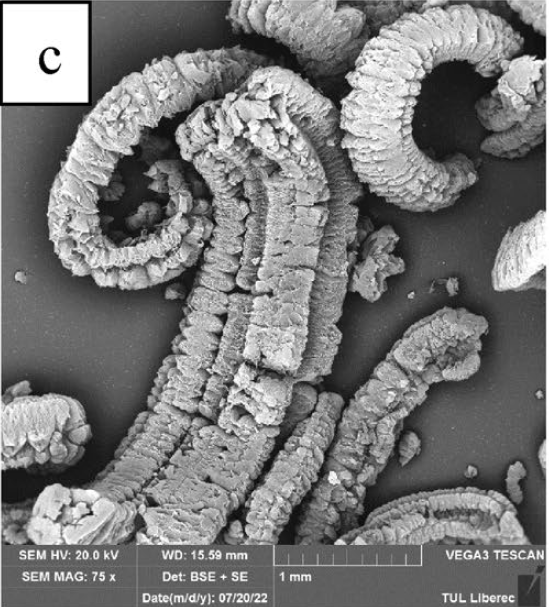 c
SEM HV: 20.0 kV
WD: 15.59 mm
VEGA3 TESCAN
SEM MAG: 75 x
Det: BSE + SE
1 mm
Date(m/d/y): 07/20/22
TUL Liberec